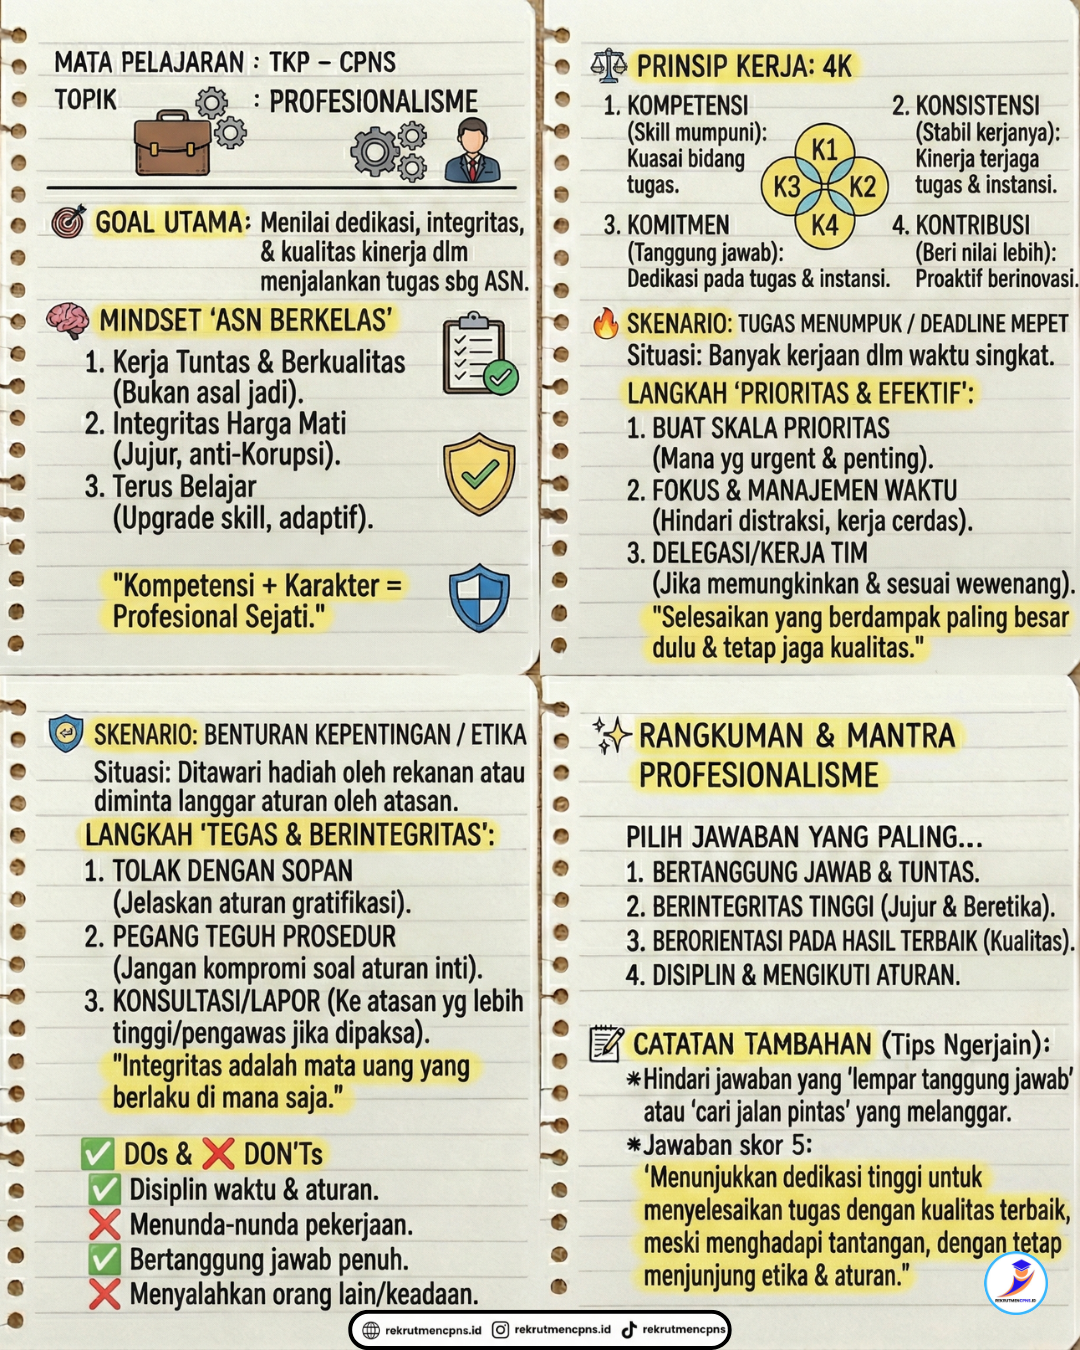 MATA PELAJARAN : TKP – CPNS
TOPIK : PROFESIONALISME
GOAL UTAMA: Menilai dedikasi, integritas,
& kualitas kinerja dlm
menjalankan tugas sbg ASN.
MINDSET ‘ASN BERKELAS’
1. Kerja Tuntas & Berkualitas
(Bukan asal jadi).
2. Integritas Harga Mati
(Jujur, anti-Korupsi).
3. Terus Belajar
(Upgrade skill, adaptif).
"Kompetensi + Karakter =
Profesional Sejati."
PRINSIP KERJA: 4K
1. KOMPETENSI
(Skill mumpuni):
Kuasai bidang
tugas.
2. KONSISTENSI
(Stabil kerjanya):
Kinerja terjaga
tugas & instansi.
K1
K3 K2
K4
3. KOMITMEN
(Tanggung jawab):
Dedikasi pada tugas & instansi.
4. KONTRIBUSI
(Beri nilai lebih):
Proaktif berinovasi.
SKENARIO: TUGAS MENUMPUK / DEADLINE MEPET
Situasi: Banyak kerjaan dlm waktu singkat.
LANGKAH ‘PRIORITAS & EFEKTIF’:
1. BUAT SKALA PRIORITAS
(Mana yg urgent & penting).
2. FOKUS & MANAJEMEN WAKTU
(Hindari distraksi, kerja cerdas).
3. DELEGASI/KERJA TIM
(Jika memungkinkan & sesuai wewenang).
"Selesaikan yang berdampak paling besar
dulu & tetap jaga kualitas."
SKENARIO: BENTURAN KEPENTINGAN / ETIKA
Situasi: Ditawari hadiah oleh rekanan atau
diminta langgar aturan oleh atasan.
LANGKAH ‘TEGAS & BERINTEGRITAS’:
1. TOLAK DENGAN SOPAN
(Jelaskan aturan gratifikasi).
2. PEGANG TEGUH PROSEDUR
(Jangan kompromi soal aturan inti).
3. KONSULTASI/LAPOR (Ke atasan yg lebih
tinggi/pengawas jika dipaksa).
"Integritas adalah mata uang yang
berlaku di mana saja."
✅ DOs & ❌ DON'Ts
✅ Disiplin waktu & aturan.
❌ Menunda-nunda pekerjaan.
✅ Bertanggung jawab penuh.
❌ Menyalahkan orang lain/keadaan.
RANGKUMAN & MANTRA
PROFESIONALISME
PILIH JAWABAN YANG PALING...
1. BERTANGGUNG JAWAB & TUNTAS.
2. BERINTEGRITAS TINGGI (Jujur & Beretika).
3. BERORIENTASI PADA HASIL TERBAIK (Kualitas).
4. DISIPLIN & MENGIKUTI ATURAN.
CATATAN TAMBAHAN (Tips Ngerjain):
*Hindari jawaban yang ‘lempar tanggung jawab’
atau ‘cari jalan pintas’ yang melanggar.
*Jawaban skor 5:
‘Menunjukkan dedikasi tinggi untuk
menyelesaikan tugas dengan kualitas terbaik,
meski menghadapi tantangan, dengan tetap
menjunjung etika & aturan."
REKRUTMENCPNS.ID
rekrutmencpns.id rekrutmencpns.id rekrutmencpns